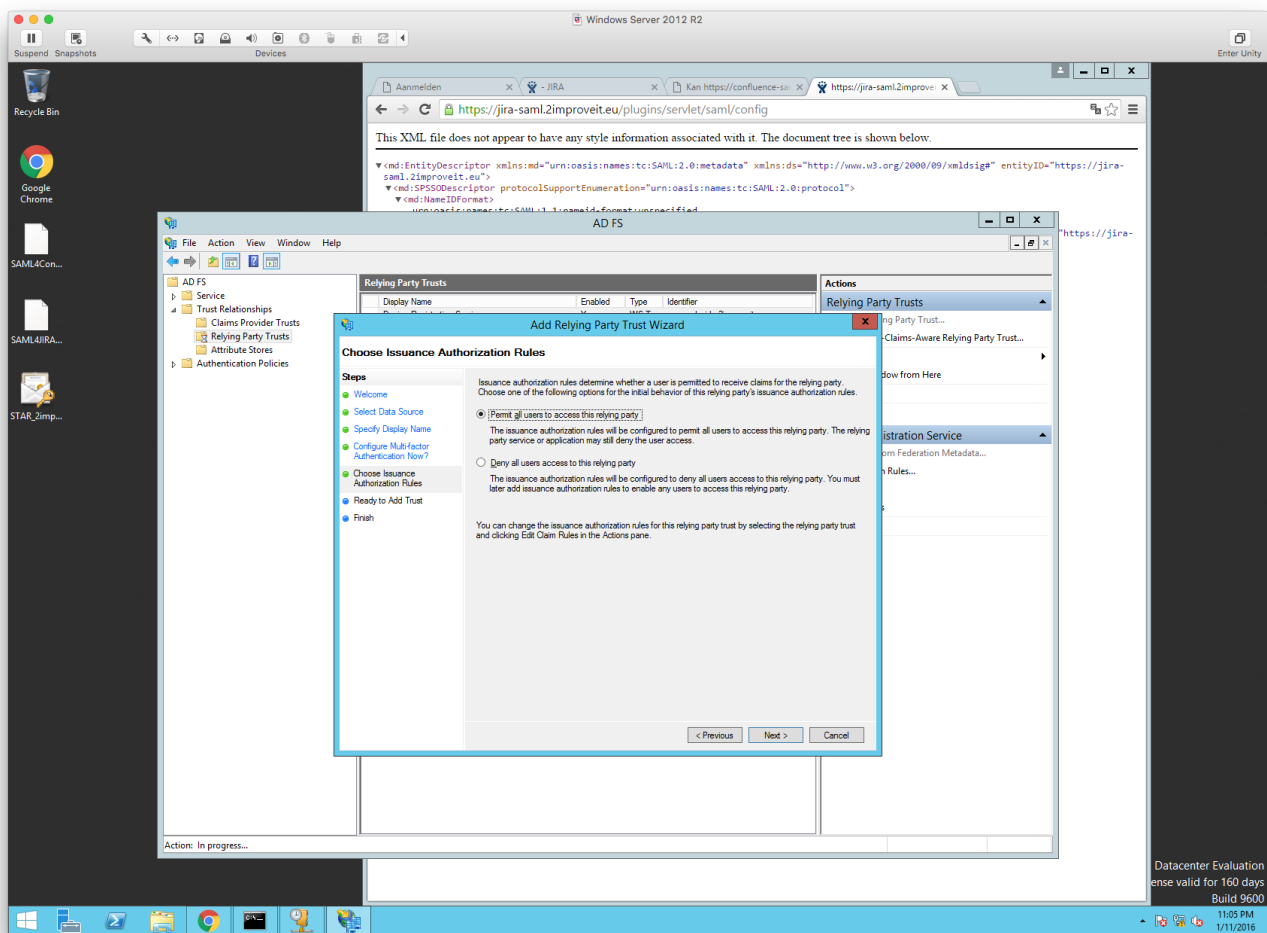 Windows Server 2012 R2
Suspend Snapshots
Devices
Enter Unity
Recycle Bin
Google
Chrome
SAML4Con...
SAML4JIRA...
STAR_2imp...
Aanmelden
- JIRA
Kan https://confluence-sa
https://jira-saml.2improve
https://jira-saml.2improveit.eu/plugins/servlet/saml/config
This XML file does not appear to have any style information associated with it. The document tree is shown below.
<md:EntityDescriptor xmlns:md="urn:oasis:names:tc:SAML:2.0:metadata" xmlns:ds="http://www.w3.org/2000/09/xmldsig#" entityID="https://jira-
saml.2improveit.eu">
<md:SPSSODescriptor protocolSupportEnumeration="urn:oasis:names:tc:SAML:2.0:protocol">
<md:NameIDFormat>
urn:oasis:names:tc:SAML:1.1:nameid-format:unspecified
"https://jira-
AD FS
File Action View Window Help
AD FS
Service
Trust Relationships
Claims Provider Trusts
Relying Party Trusts
Attribute Stores
Authentication Policies
Relying Party Trusts
Display Name Enabled Type Identifier
Actions
Relying Party Trusts
ng Party Trust...
-Claims-Aware Relying Party Trust...
dow from Here
istration Service
om Federation Metadata...
n Rules...
s
Add Relying Party Trust Wizard
Choose Issuance Authorization Rules
Steps
Welcome
Select Data Source
Specify Display Name
Configure Multi-factor
Authentication Now?
Choose Issuance
Authorization Rules
Ready to Add Trust
Finish
Issuance authorization rules determine whether a user is permitted to receive claims for the relying party.
Choose one of the following options for the initial behavior of this relying party's issuance authorization rules.
Permit all users to access this relying party
The issuance authorization rules will be configured to permit all users to access this relying party. The relying
party service or application may still deny the user access.
Deny all users access to this relying party
The issuance authorization rules will be configured to deny all users access to this relying party. You must
later add issuance authorization rules to enable any users to access this relying party.
You can change the issuance authorization rules for this relying party trust by selecting the relying party trust
and clicking Edit Claim Rules in the Actions pane.
< Previous
Next >
Cancel
Action: In progress...
Datacenter Evaluation
ense valid for 160 days
Build 9600
11:05 PM
1/11/2016